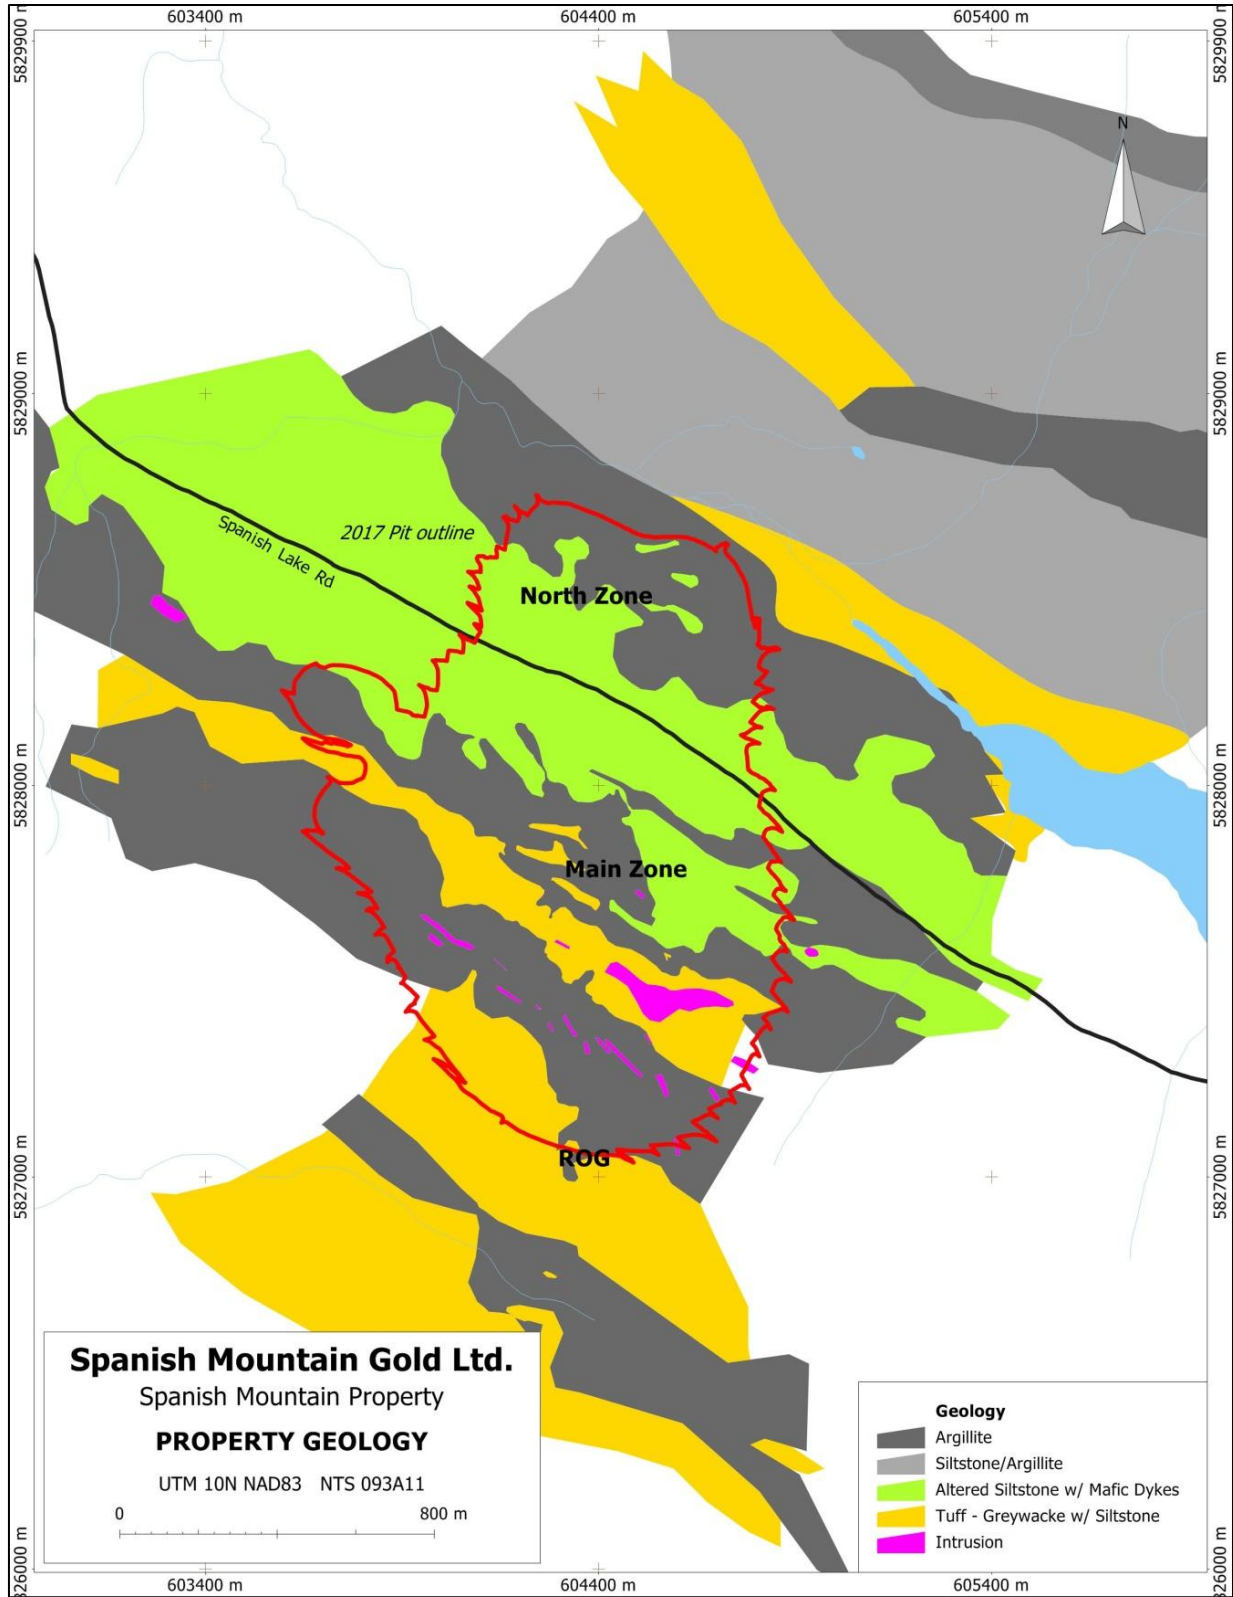 603400 m
604400 m
605400 m
5829900 m
5829900 m
N
5829000 m
5829000 m
2017 Pit outline
Spanish Lake Rd
North Zone
5828000 m
5828000 m
Main Zone
ROG
5827000 m
5827000 m
Spanish Mountain Gold Ltd.
Spanish Mountain Property
PROPERTY GEOLOGY
UTM 10N NAD83 NTS 093A11
0
800 m
Geology
Argillite
Siltstone/Argillite
Altered Siltstone w/ Mafic Dykes
Tuff - Greywacke w/ Siltstone
Intrusion
826000 m
826000 m
603400 m
604400 m
605400 m